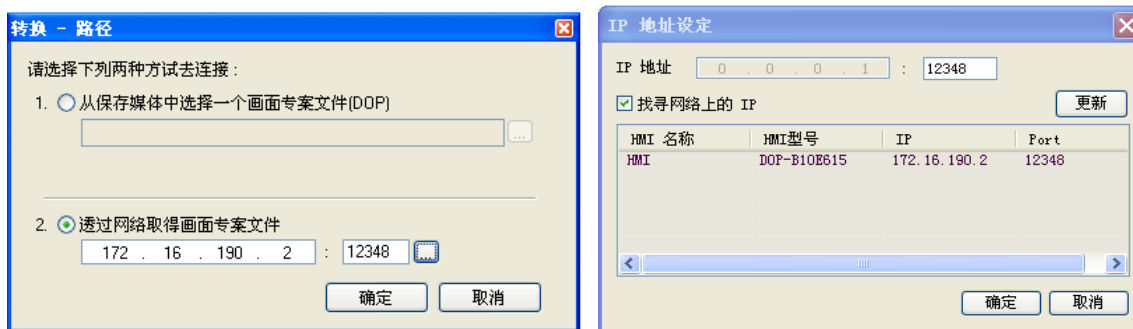 转换 - 路径
请选择下列两种方试去连接 :
1. 从保存媒体中选择一个画面专案文件(DOP)
...
2. 透过网络取得画面专案文件
172 . 16 . 190 . 2 : 12348 ...
确定 取消
IP 地址设定
IP 地址 0 . 0 . 0 . 1 : 12348
找寻网络上的 IP 更新
HMI 名称 HMI型号 IP Port
HMI DOP-B10E615 172.16.190.2 12348
确定 取消